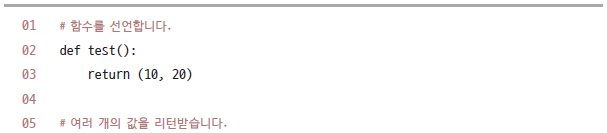 01 # 함수를 선언합니다.
02 def test():
03     return (10, 20)
04
05 # 여러 개의 값을 리턴받습니다.